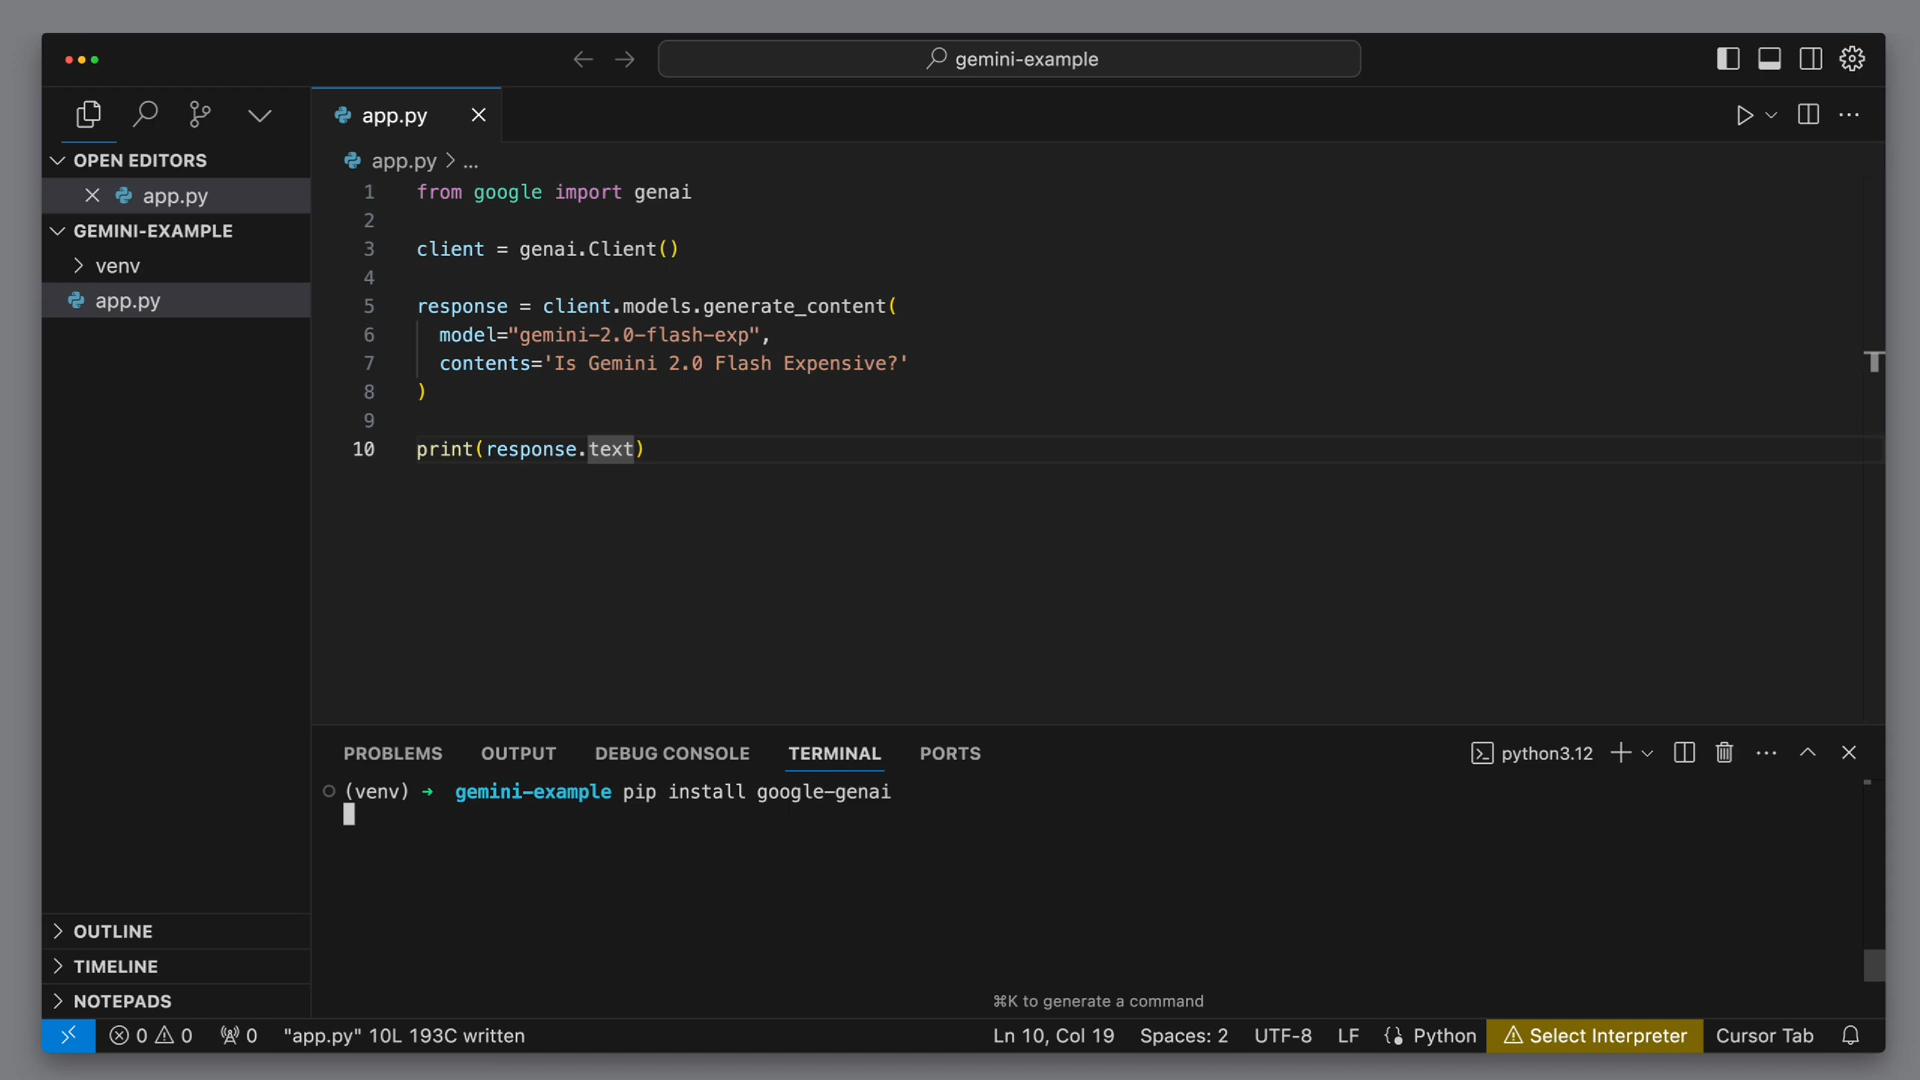 gemini-example
app.py
OPEN EDITORS
app.py
GEMINI-EXAMPLE
venv
app.py
app.py > ...
1 from google import genai
2
3 client = genai.Client()
4
5 response = client.models.generate_content(
6 model="gemini-2.0-flash-exp",
7 contents='Is Gemini 2.0 Flash Expensive?'
8 )
9
10 print(response.text)
PROBLEMS OUTPUT DEBUG CONSOLE TERMINAL PORTS python3.12
(venv) → gemini-example pip install google-genai
OUTLINE
TIMELINE
NOTEPADS
⌘K to generate a command
0 0 0 "app.py" 10L 193C written Ln 10, Col 19 Spaces: 2 UTF-8 LF Python Select Interpreter Cursor Tab